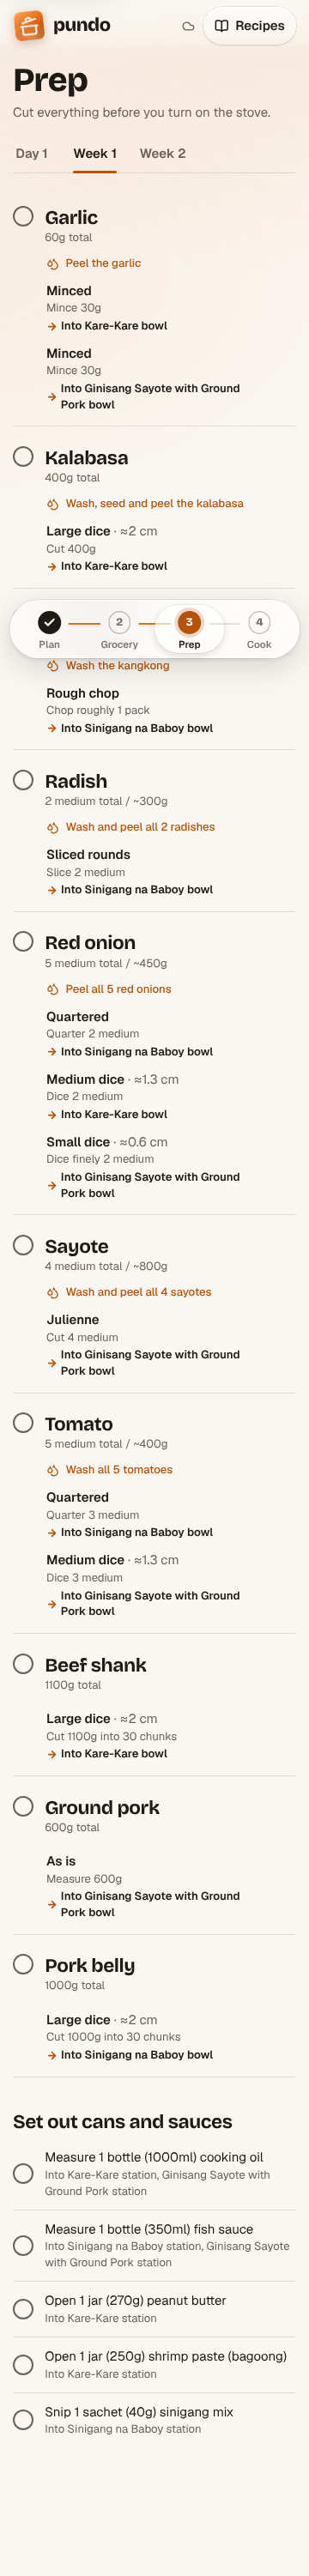 pundo
Recipes
Prep
Cut everything before you turn on the stove.
Day 1
Week 1
Week 2
Garlic
60g total
Peel the garlic
Minced
Mince 30g
→ Into Kare-Kare bowl
Minced
Mince 30g
→ Into Ginisang Sayote with Ground
Pork bowl
Kalabasa
400g total
Wash, seed and peel the kalabasa
Large dice · ≈2 cm
Cut 400g
→ Into Kare-Kare bowl
2
3
4
Plan
Grocery
Prep
Cook
Wash the kangkong
Rough chop
Chop roughly 1 pack
→ Into Sinigang na Baboy bowl
Radish
2 medium total / ~300g
Wash and peel all 2 radishes
Sliced rounds
Slice 2 medium
→ Into Sinigang na Baboy bowl
Red onion
5 medium total / ~450g
Peel all 5 red onions
Quartered
Quarter 2 medium
→ Into Sinigang na Baboy bowl
Medium dice · ≈1.3 cm
Dice 2 medium
→ Into Kare-Kare bowl
Small dice · ≈0.6 cm
Dice finely 2 medium
→ Into Ginisang Sayote with Ground
Pork bowl
Sayote
4 medium total / ~800g
Wash and peel all 4 sayotes
Julienne
Cut 4 medium
→ Into Ginisang Sayote with Ground
Pork bowl
Tomato
5 medium total / ~400g
Wash all 5 tomatoes
Quartered
Quarter 3 medium
→ Into Sinigang na Baboy bowl
Medium dice · ≈1.3 cm
Dice 3 medium
→ Into Ginisang Sayote with Ground
Pork bowl
Beef shank
1100g total
Large dice · ≈2 cm
Cut 1100g into 30 chunks
→ Into Kare-Kare bowl
Ground pork
600g total
As is
Measure 600g
→ Into Ginisang Sayote with Ground
Pork bowl
Pork belly
1000g total
Large dice · ≈2 cm
Cut 1000g into 30 chunks
→ Into Sinigang na Baboy bowl
Set out cans and sauces
Measure 1 bottle (1000ml) cooking oil
Into Kare-Kare station, Ginisang Sayote with
Ground Pork station
Measure 1 bottle (350ml) fish sauce
Into Sinigang na Baboy station, Ginisang Sayote
with Ground Pork station
Open 1 jar (270g) peanut butter
Into Kare-Kare station
Open 1 jar (250g) shrimp paste (bagoong)
Into Kare-Kare station
Snip 1 sachet (40g) sinigang mix
Into Sinigang na Baboy station